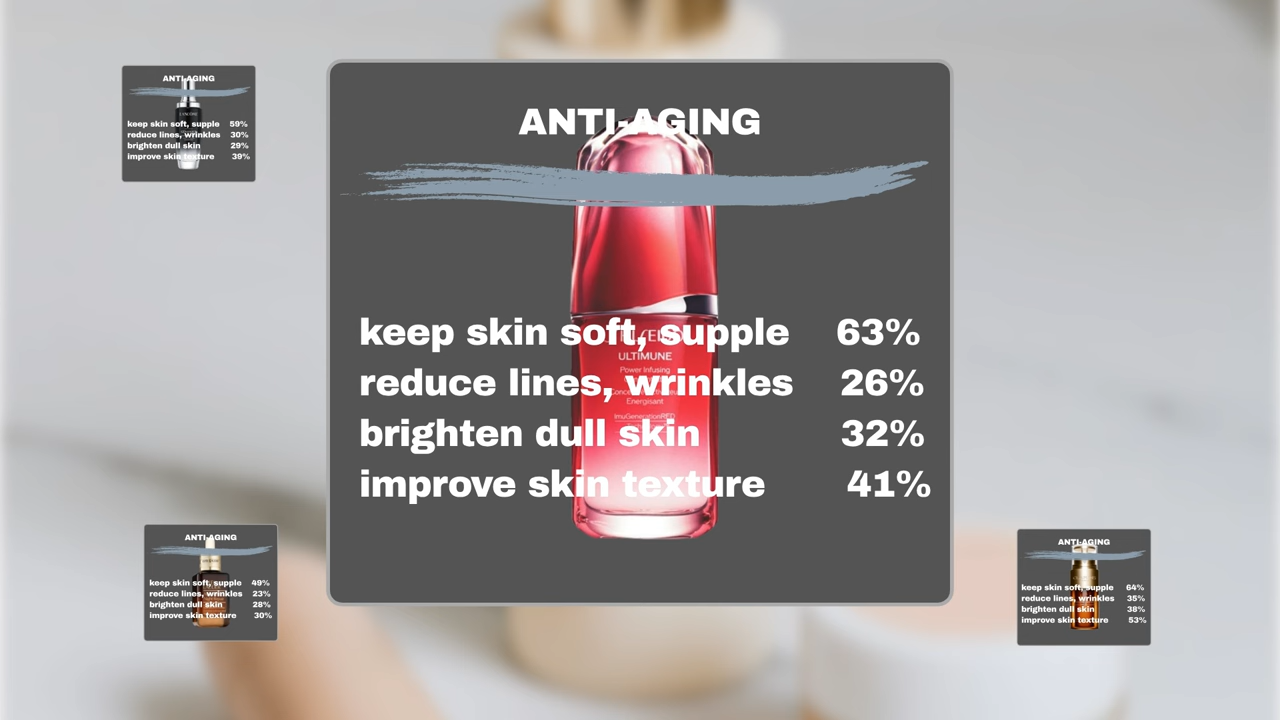 ANTI-AGING
keep skin soft, supple 59%
reduce lines, wrinkles 30%
brighten dull skin 29%
improve skin texture 39%
ANTI-AGING
ULTIMUNE
Power Infusing
keep skin soft, supple 63%
reduce lines, wrinkles 26%
Energisant
ImuGenerationRED
brighten dull skin 32%
improve skin texture 41%
ANTI-AGING
keep skin soft, supple 49%
reduce lines, wrinkles 23%
brighten dull skin 28%
improve skin texture 30%
ANTI-AGING
keep skin soft, supple 64%
reduce lines, wrinkles 35%
brighten dull skin 38%
improve skin texture 53%